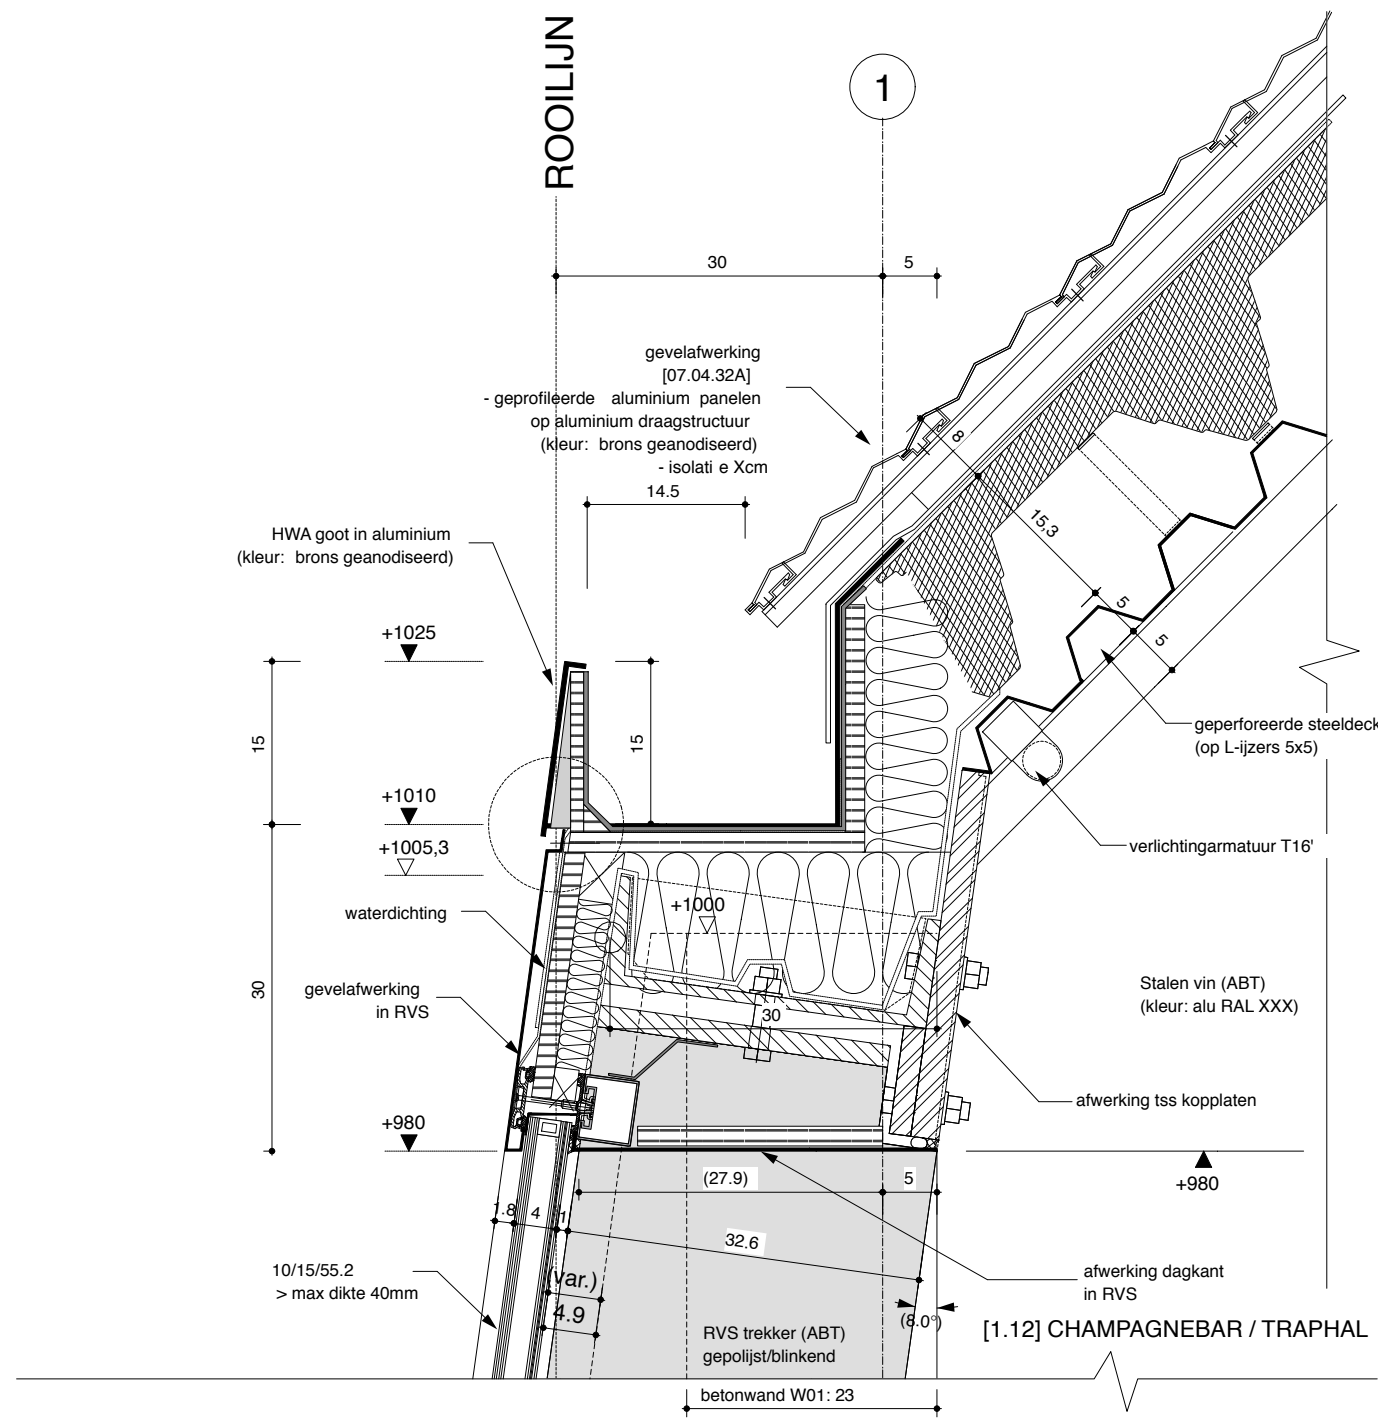 ROOILIJN
1
30
5
gevelafwerking
[07.04.32A]
- geprofileerde aluminium panelen
op aluminium draagstructuur
(kleur: brons geanodiseerd)
- isolati e Xcm
14.5
8
15,3
5
5
HWA goot in aluminium
(kleur: brons geanodiseerd)
+1025
15
15
geperforeerde steeldeck
(op L-ijzers 5x5)
+1010
+1005,3
verlichtingarmatuur T16'
waterdichting
+1000
30
gevelafwerking
in RVS
30
Stalen vin (ABT)
(kleur: alu RAL XXX)
afwerking tss kopplaten
+980
+980
(27.9)
5
1.8
4
1
32.6
10/15/55.2
> max dikte 40mm
(var.)
4.9
afwerking dagkant
in RVS
(8.0°)
RVS trekker (ABT)
gepolijst/blinkend
[1.12] CHAMPAGNEBAR / TRAPHAL
betonwand W01: 23